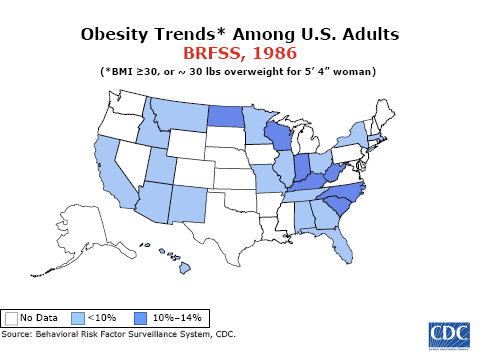 Obesity Trends* Among U.S. Adults
BRFSS, 1986
(*BMI ≥30, or ~ 30 lbs overweight for 5’ 4” woman)
No Data <10% 10%–14%
Source: Behavioral Risk Factor Surveillance System, CDC.
CDC